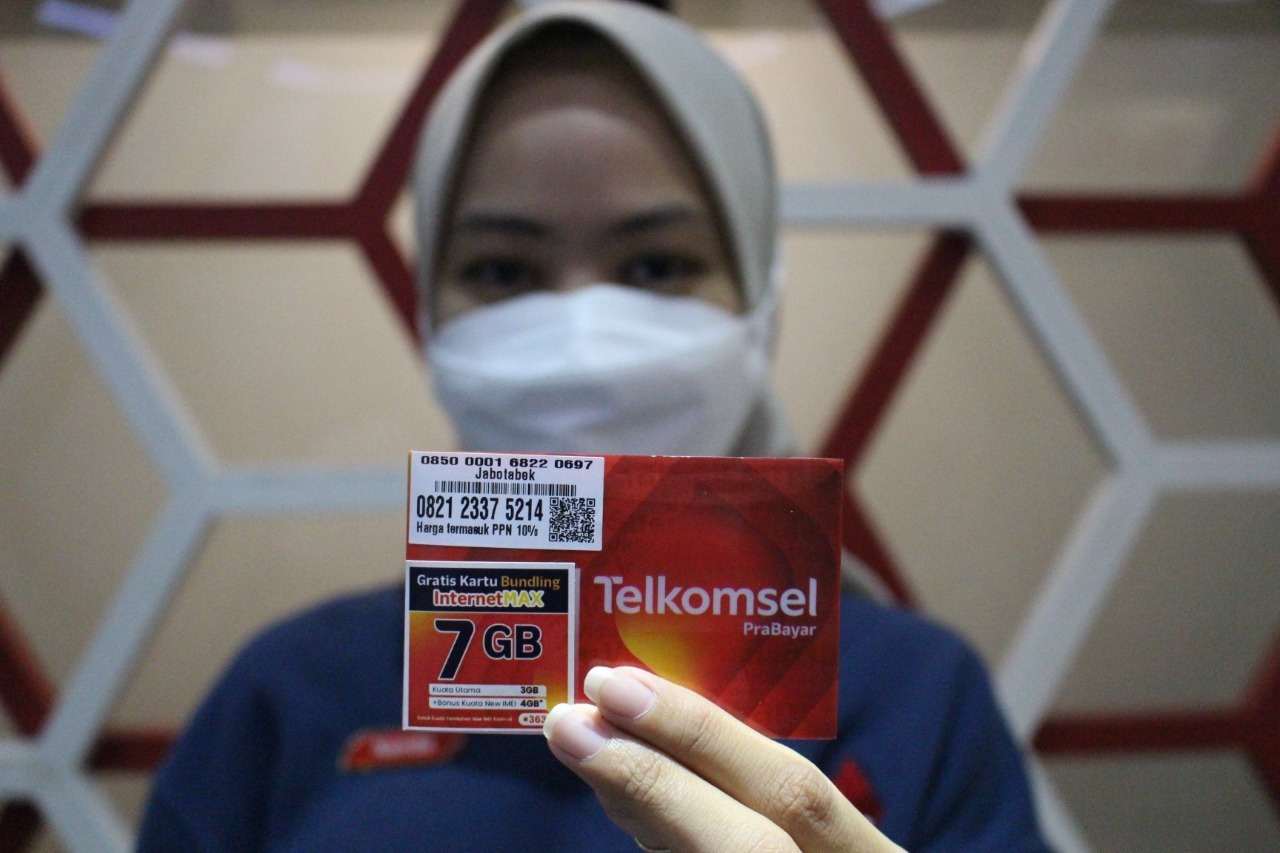 0850 0001 6822 0697
Jabotabek
0821 2337 5214
Harga termasuk PPN 10%
Gratis Kartu Bundling
InternetMAX
7 GB
Kuota Utama 3GB
+Bonus Kuota New IMEI 4GB*
*363
Telkomsel
PraBayar